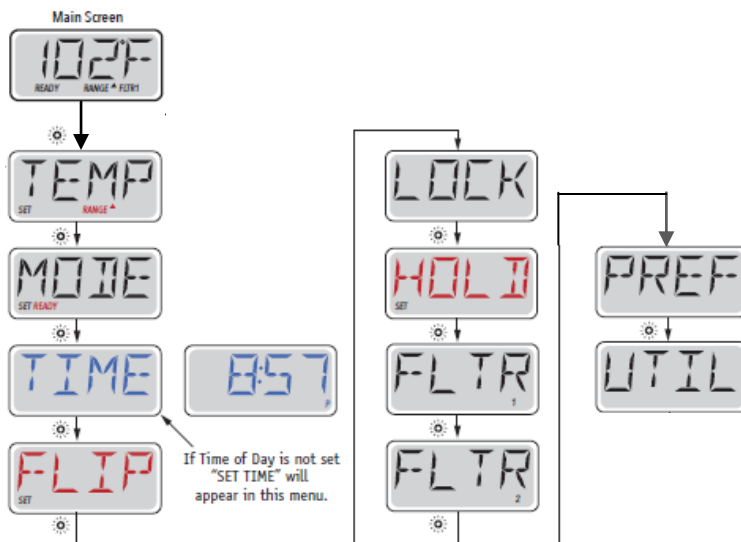 Main Screen
102°F
READY RANGE FLTR1
TEMP
SET RANGE
MODE
SET READY
TIME
8:57
P
If Time of Day is not set
"SET TIME" will
appear in this menu.
FLIP
SET
LOCK
HOLD
SET
FLTR
1
FLTR
2
PREF
UTIL